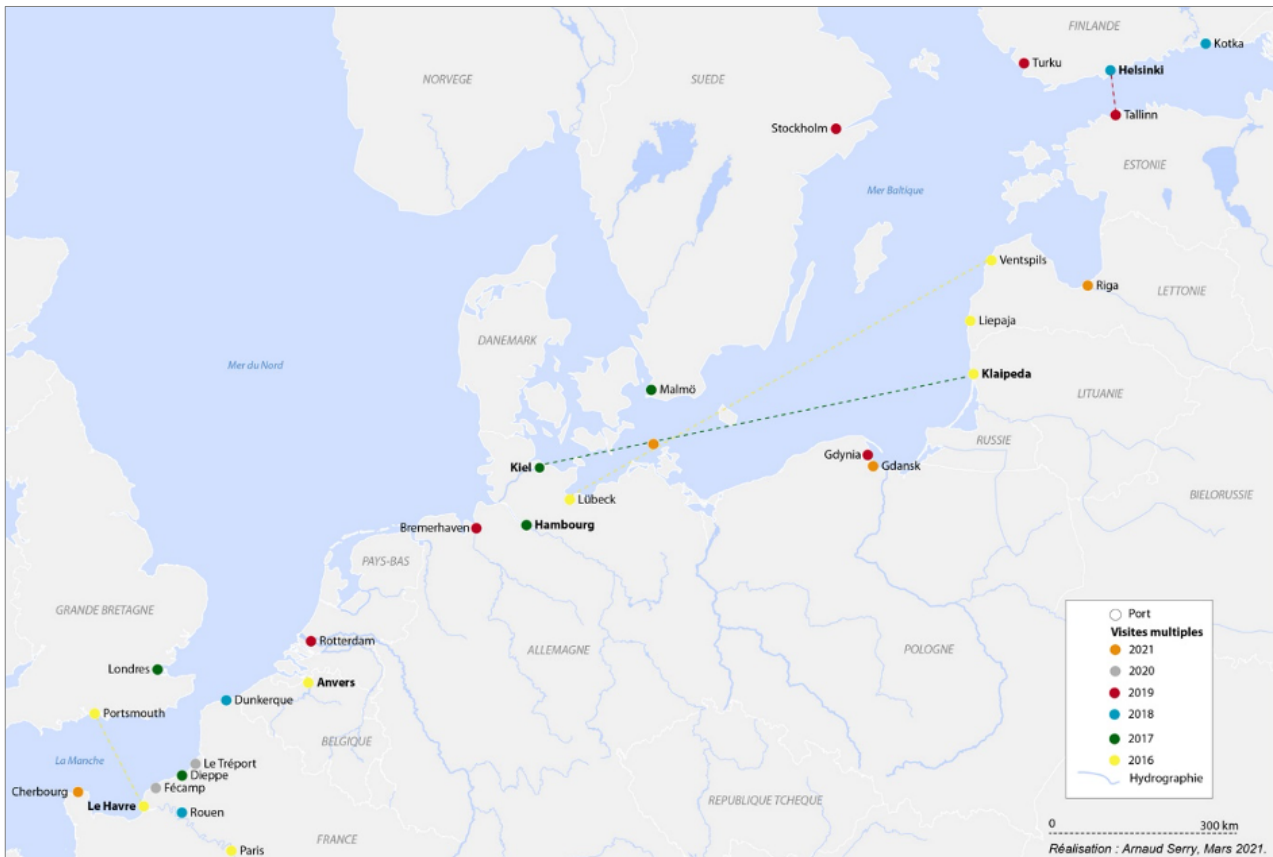 FINLANDE
Kotka
NORVEGE
SUEDE
Turku
Helsinki
Tallinn
Stockholm
ESTONIE
Mer Baltique
Ventspils
Riga
LETTONIE
Liepaja
DANEMARK
Mer du Nord
Klaipeda
Malmö
LITUANIE
RUSSIE
Gdynia
Gdansk
Kiel
Lübeck
BIELORUSSIE
Bremerhaven
Hambourg
PAYS-BAS
GRANDE BRETAGNE
Rotterdam
ALLEMAGNE
POLOGNE
Londres
Anvers
Dunkerque
Portsmouth
BELGIQUE
La Manche
Le Tréport
Dieppe
Fécamp
Cherbourg
Le Havre
Rouen
REPUBLIQUE TCHEQUE
FRANCE
Paris
Port
Visites multiples
2021
2020
2019
2018
2017
2016
Hydrographie
0 300 km
Réalisation : Arnaud Serry, Mars 2021.